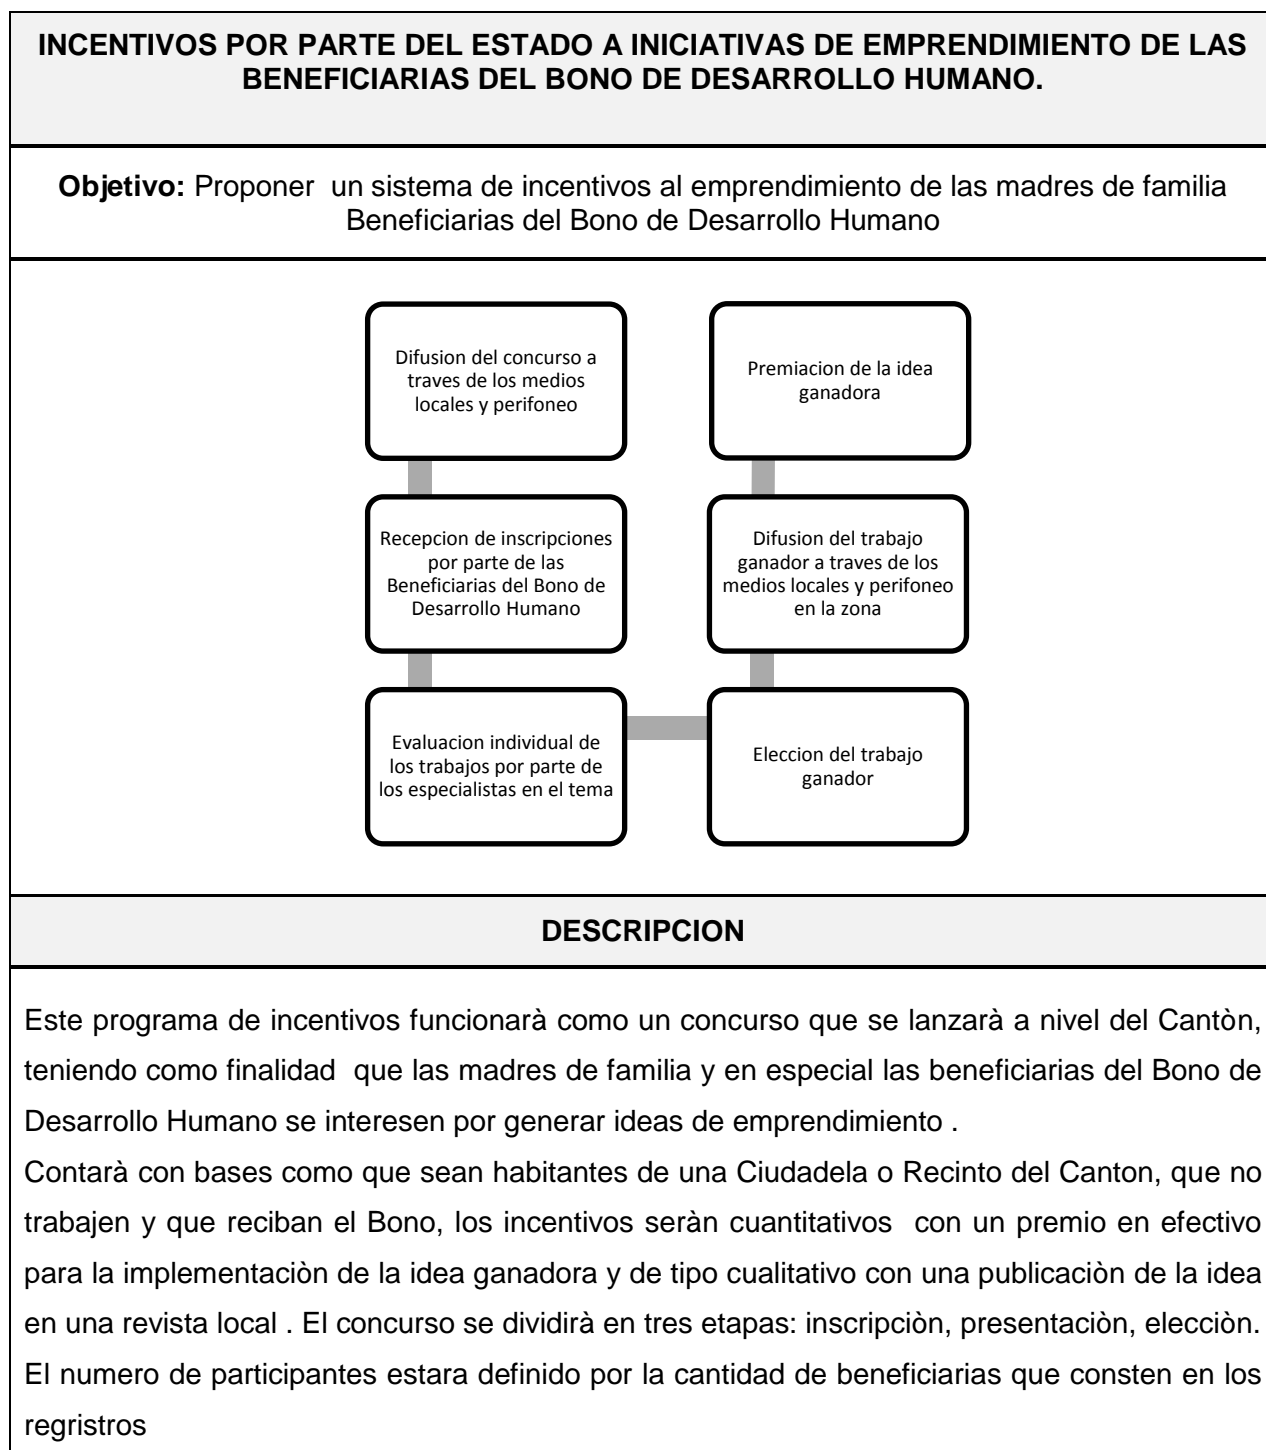 INCENTIVOS POR PARTE DEL ESTADO A INICIATIVAS DE EMPRENDIMIENTO DE LAS
BENEFICIARIAS DEL BONO DE DESARROLLO HUMANO.
Objetivo: Proponer  un sistema de incentivos al emprendimiento de las madres de familia
Beneficiarias del Bono de Desarrollo Humano
Difusion del concurso a
traves de los medios
locales y perifoneo
Recepcion de inscripciones
por parte de las
Beneficiarias del Bono de
Desarrollo Humano
Evaluacion individual de
los trabajos por parte de
los especialistas en el tema
Eleccion del trabajo
ganador
Difusion del trabajo
ganador a traves de los
medios locales y perifoneo
en la zona
Premiacion de la idea
ganadora
DESCRIPCION
Este programa de incentivos funcionarà como un concurso que se lanzarà a nivel del Cantòn,
teniendo como finalidad  que las madres de familia y en especial las beneficiarias del Bono de
Desarrollo Humano se interesen por generar ideas de emprendimiento .
Contarà con bases como que sean habitantes de una Ciudadela o Recinto del Canton, que no
trabajen y que reciban el Bono, los incentivos seràn cuantitativos  con un premio en efectivo
para la implementaciòn de la idea ganadora y de tipo cualitativo con una publicaciòn de la idea
en una revista local . El concurso se dividirà en tres etapas: inscripciòn, presentaciòn, elecciòn.
El numero de participantes estara definido por la cantidad de beneficiarias que consten en los
regristros